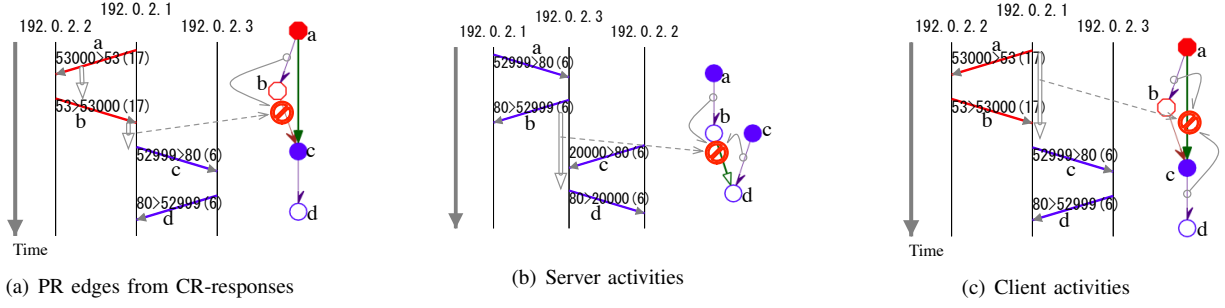 192.0.2.1
192.0.2.2
192.0.2.3
a
53000>53(17)
53>53000(17)
b
52999>80(6)
c
80>52999(6)
d
Time
a
b
c
d
(a) PR edges from CR-responses
192.0.2.3
192.0.2.1
192.0.2.2
a
52999>80(6)
80>52999(6)
b
20000>80(6)
c
80>20000(6)
d
a
b
c
d
(b) Server activities
192.0.2.1
192.0.2.2
192.0.2.3
a
53000>53(17)
53>53000(17)
b
52999>80(6)
c
80>52999(6)
d
Time
a
b
c
d
(c) Client activities